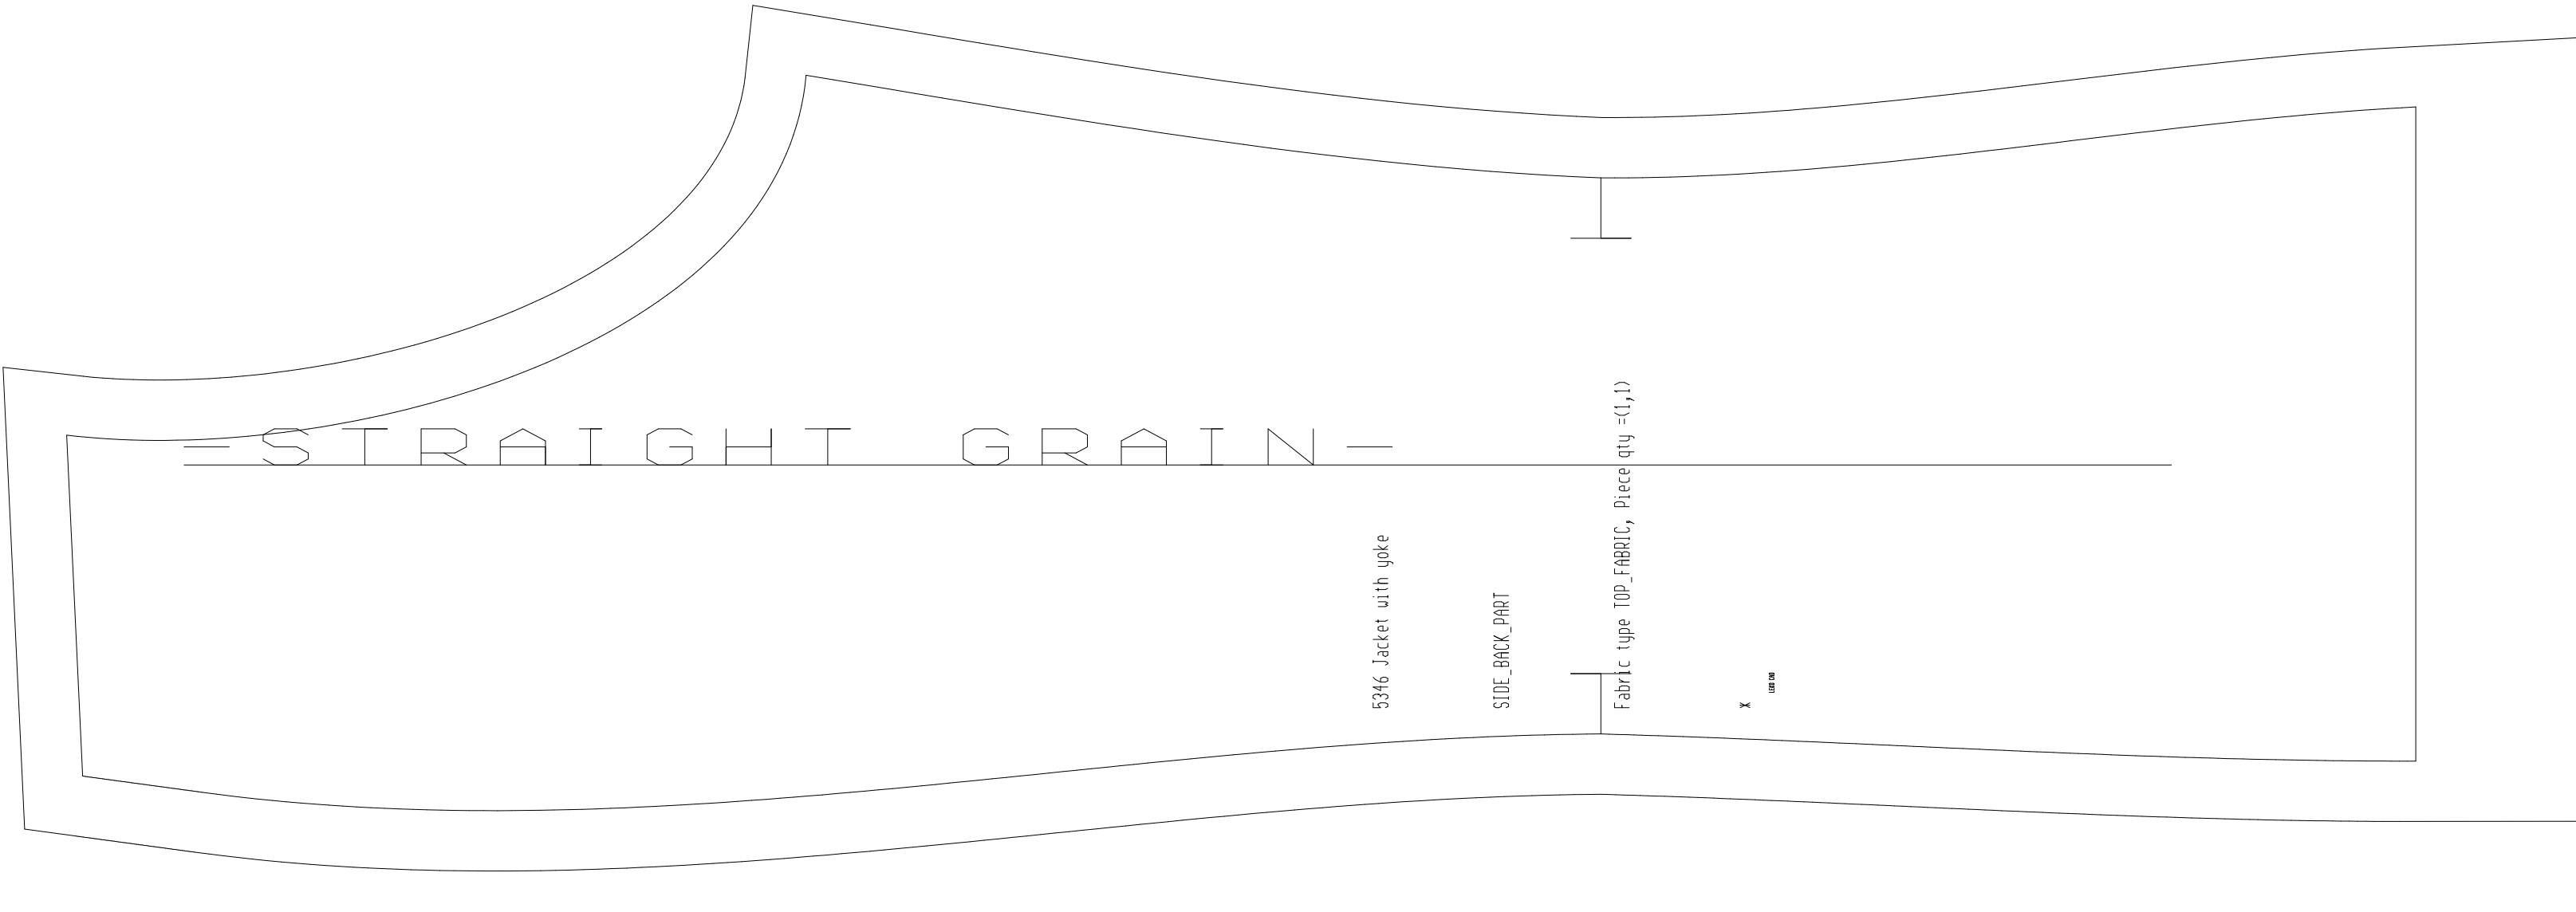 -STRAIGHT GRAIN-
5346 Jacket with yoke
SIDE_BACK_PART
Fabric type TOP_FABRIC, Piece qty =(1,1)
X